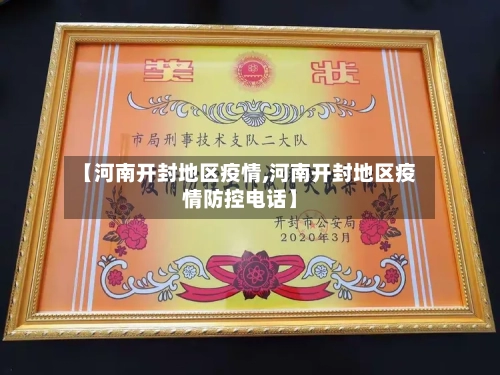 奖 状
市局刑事技术支队二大队
【河南开封地区疫情,河南开封地区疫
情防控电话】
开封市公安局
2020年3月